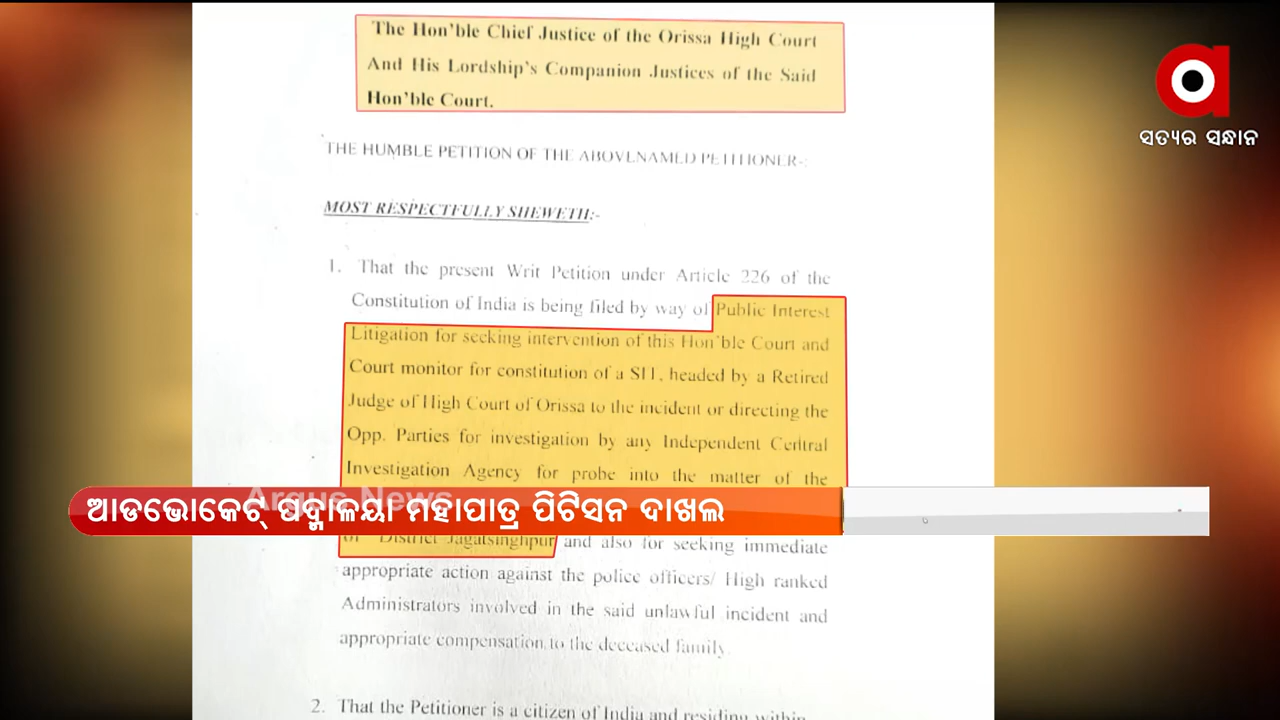 The Hon'ble Chief Justice of the Orissa High Court
And His Lordship's Companion Justices of the Said
Hon'ble Court.
ସତ୍ୟର ସନ୍ଧାନ
THE HUMBLE PETITION OF THE ABOVENAMED PETITIONER-:
MOST RESPECTFULLY SHEWETH:-
1. That the present Writ Petition under Article 226 of the
Constitution of India is being filed by way of Public Interest
Litigation for seeking intervention of this Hon'ble Court and
Court monitor for constitution of a SIT, headed by a Retired
Judge of High Court of Orissa to the incident or directing the
Opp. Parties for investigation by any Independent Central
Investigation Agency for probe into the matter of the
Argus News
ଆଡଭୋକେଟ୍ ପଦ୍ମାଳୟା ମହାପାତ୍ର ପିଟିସନ ଦାଖଲ
of District Jagatsinghpur and also for seeking immediate
appropriate action against the police officers/ High ranked
Administrators involved in the said unlawful incident and
appropriate compensation to the deceased family.
2. That the Petitioner is a citizen of India and residing within